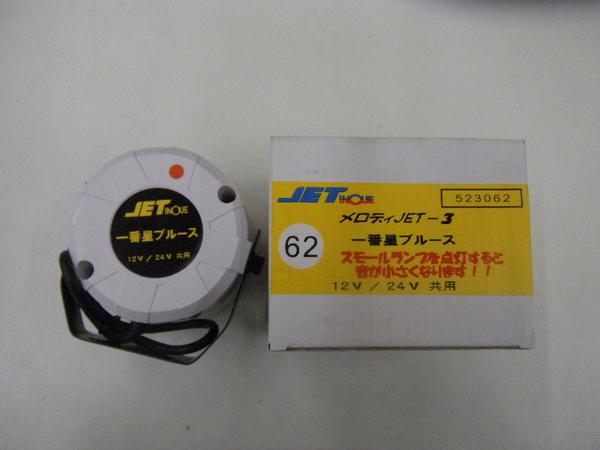 JET INOUE
一番星ブルース
12V / 24V 共用
JET INOUE
523062
メロディJET-3
62
一番星ブルース
スモールランプを点灯すると
音が小さくなります！！
12V / 24V 共用